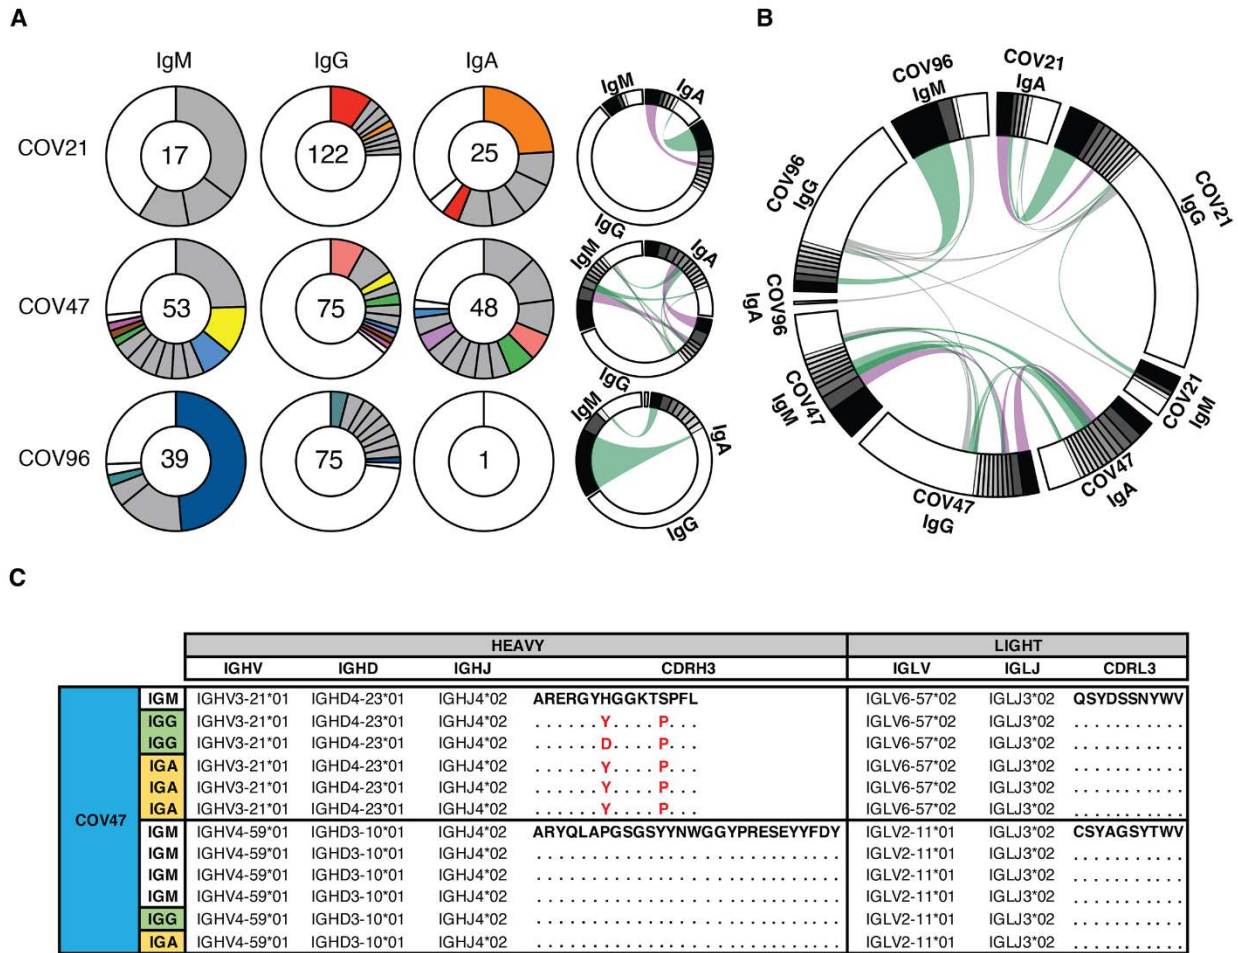 A
B
IgM IgG IgA
COV21 17 122 25
IgM IgA IgG
COV47 53 75 48
IgM IgA IgG
COV96 39 75 1
IgM IgA IgG
COV96 IgM
COV21 IgA
COV21 IgG
COV21 IgM
COV47 IgA
COV47 IgG
COV47 IgM
COV96 IgA
COV96 IgG
C
HEAVY LIGHT
IGHV IGHD IGHJ CDRH3 IGLV IGLJ CDRL3
COV47
IGM IGHV3-21*01 IGHD4-23*01 IGHJ4*02 ARERGYHGGKTSPFL IGLV6-57*02 IGLJ3*02 QSYDSSNYWV
IGG IGHV3-21*01 IGHD4-23*01 IGHJ4*02 ......Y....P... IGLV6-57*02 IGLJ3*02 ..........
IGG IGHV3-21*01 IGHD4-23*01 IGHJ4*02 ......D....P... IGLV6-57*02 IGLJ3*02 ..........
IGA IGHV3-21*01 IGHD4-23*01 IGHJ4*02 ......Y....P... IGLV6-57*02 IGLJ3*02 ..........
IGA IGHV3-21*01 IGHD4-23*01 IGHJ4*02 ......Y....P... IGLV6-57*02 IGLJ3*02 ..........
IGA IGHV3-21*01 IGHD4-23*01 IGHJ4*02 ......Y....P... IGLV6-57*02 IGLJ3*02 ..........
IGM IGHV4-59*01 IGHD3-10*01 IGHJ4*02 ARYQLAPGSGSYYNWGGYPRESEYYFDY IGLV2-11*01 IGLJ3*02 CSYAGSYTWV
IGM IGHV4-59*01 IGHD3-10*01 IGHJ4*02 ............................ IGLV2-11*01 IGLJ3*02 ..........
IGM IGHV4-59*01 IGHD3-10*01 IGHJ4*02 ............................ IGLV2-11*01 IGLJ3*02 ..........
IGM IGHV4-59*01 IGHD3-10*01 IGHJ4*02 ............................ IGLV2-11*01 IGLJ3*02 ..........
IGG IGHV4-59*01 IGHD3-10*01 IGHJ4*02 ............................ IGLV2-11*01 IGLJ3*02 ..........
IGA IGHV4-59*01 IGHD3-10*01 IGHJ4*02 ............................ IGLV2-11*01 IGLJ3*02 ..........